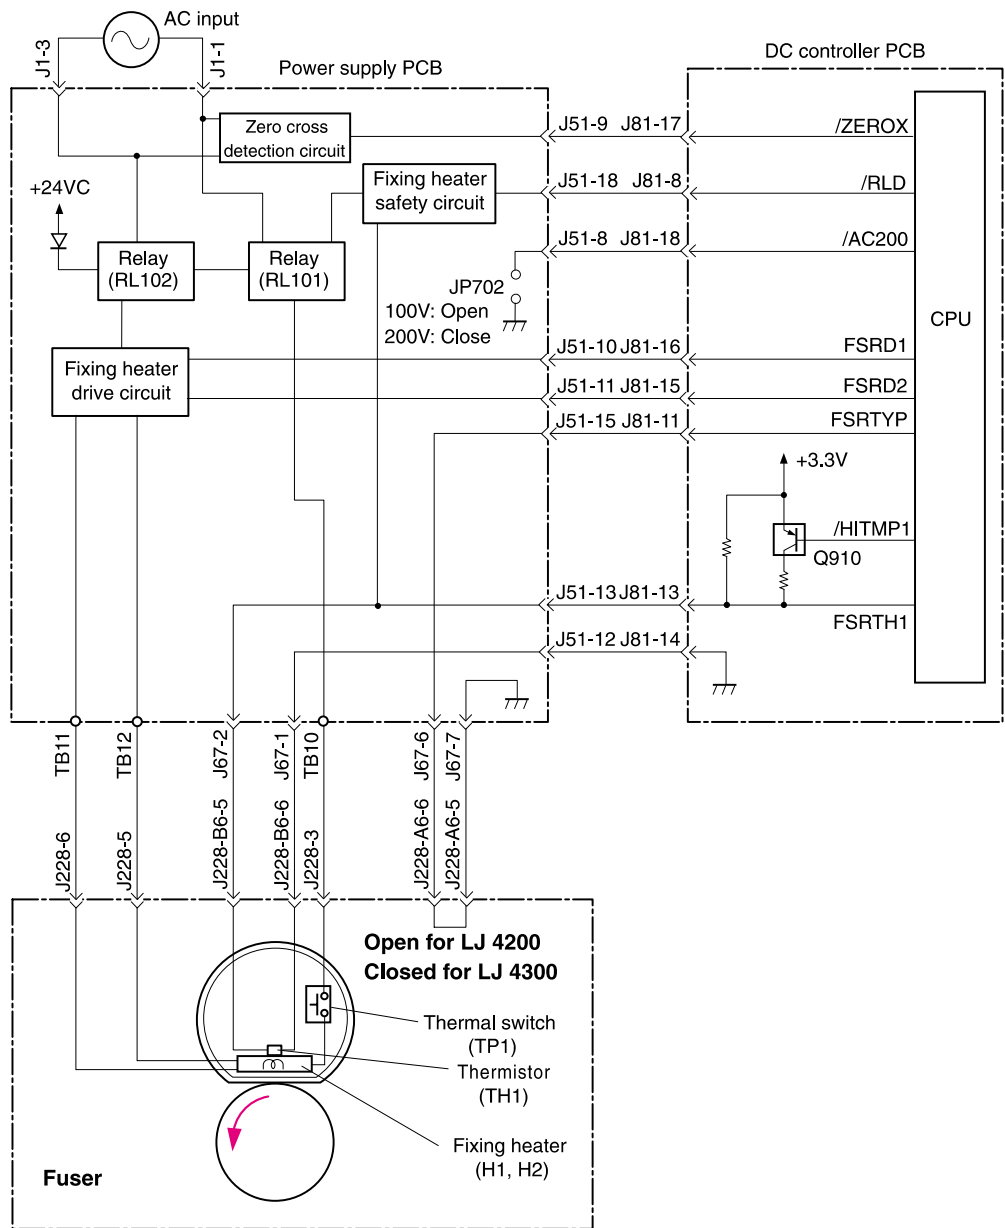 AC input
J1-3
J1-1
Power supply PCB
DC controller PCB
Zero cross
detection circuit
J51-9 J81-17
/ZEROX
Fixing heater
safety circuit
J51-18 J81-8
/RLD
+24VC
Relay
(RL102)
Relay
(RL101)
J51-8 J81-18
/AC200
JP702
100V: Open
200V: Close
CPU
Fixing heater
drive circuit
J51-10 J81-16
FSRD1
J51-11 J81-15
FSRD2
J51-15 J81-11
FSRTYP
+3.3V
/HITMP1
Q910
J51-13 J81-13
FSRTH1
J51-12 J81-14
TB11
TB12
J67-2
J67-1
TB10
J67-6
J67-7
J228-6
J228-5
J228-B6-5
J228-B6-6
J228-3
J228-A6-6
J228-A6-5
Open for LJ 4200
Closed for LJ 4300
Thermal switch
(TP1)
Thermistor
(TH1)
Fixing heater
(H1, H2)
Fuser